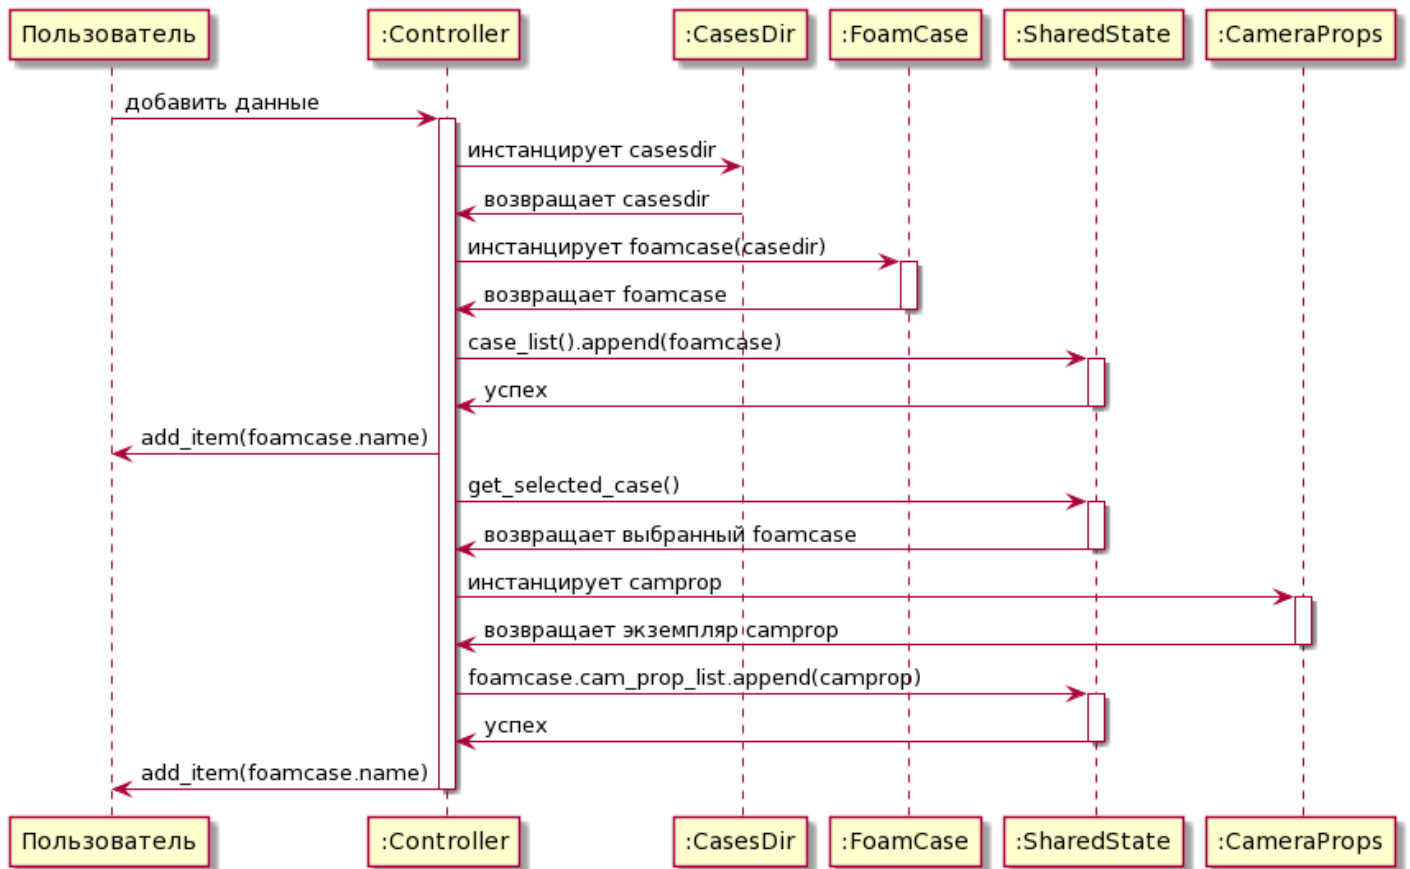 Пользователь
:Controller
:CasesDir
:FoamCase
:SharedState
:CameraProps
добавить данные
инстанцирует casesdir
возвращает casesdir
инстанцирует foamcase(casedir)
возвращает foamcase
case_list().append(foamcase)
успех
add_item(foamcase.name)
get_selected_case()
возвращает выбранный foamcase
инстанцирует camprop
возвращает экземпляр camprop
foamcase.cam_prop_list.append(camprop)
успех
add_item(foamcase.name)
Пользователь
:Controller
:CasesDir
:FoamCase
:SharedState
:CameraProps